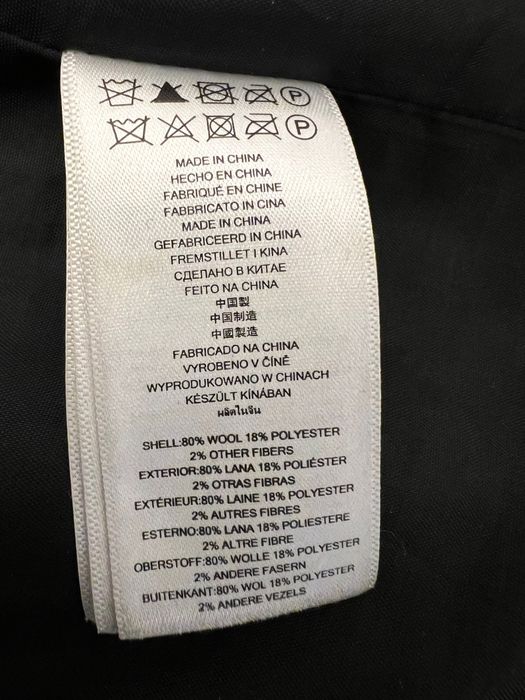 P
P
MADE IN CHINA
HECHO EN CHINA
FABRIQUÉ EN CHINE
FABBRICATO IN CINA
MADE IN CHINA
GEFABRICEERD IN CHINA
FREMSTILLET I KINA
СДЕЛАНО В КИТАЕ
FEITO NA CHINA
中国製
中国制造
中國製造
FABRICADO NA CHINA
VYROBENO V ČÍNĚ
WYPRODUKOWANO W CHINACH
KÉSZÜLT KÍNÁBAN
ผลิตในจีน
SHELL:80% WOOL 18% POLYESTER
2% OTHER FIBERS
EXTERIOR:80% LANA 18% POLIÉSTER
2% OTRAS FIBRAS
EXTÉRIEUR:80% LAINE 18% POLYESTER
2% AUTRES FIBRES
ESTERNO:80% LANA 18% POLIESTERE
2% ALTRE FIBRE
OBERSTOFF:80% WOLLE 18% POLYESTER
2% ANDERE FASERN
BUITENKANT:80% WOL 18% POLYESTER
2% ANDERE VEZELS